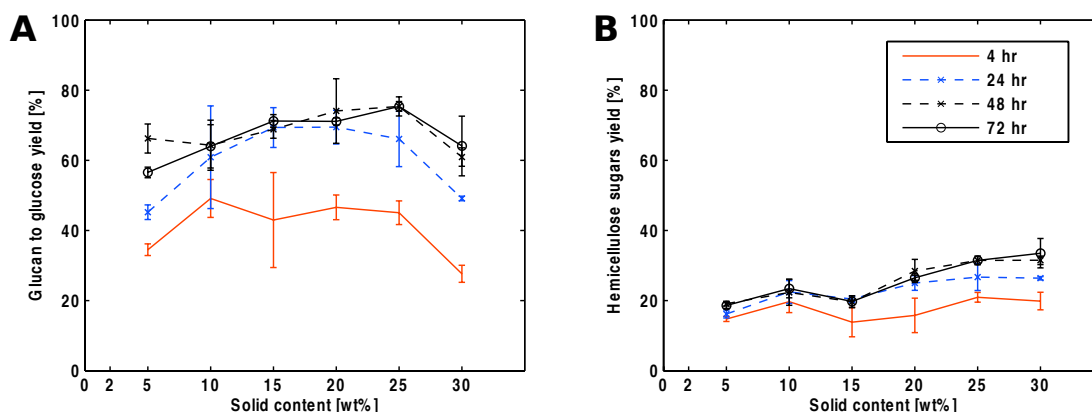 A
100
80
60
40
20
0
Glucan to glucose yield [%]
0 2 5 10 15 20 25 30
Solid content [wt%]
B
100
80
60
40
20
0
Hemicellulose sugars yield [%]
4 hr
24 hr
48 hr
72 hr
0 2 5 10 15 20 25 30
Solid content [wt%]